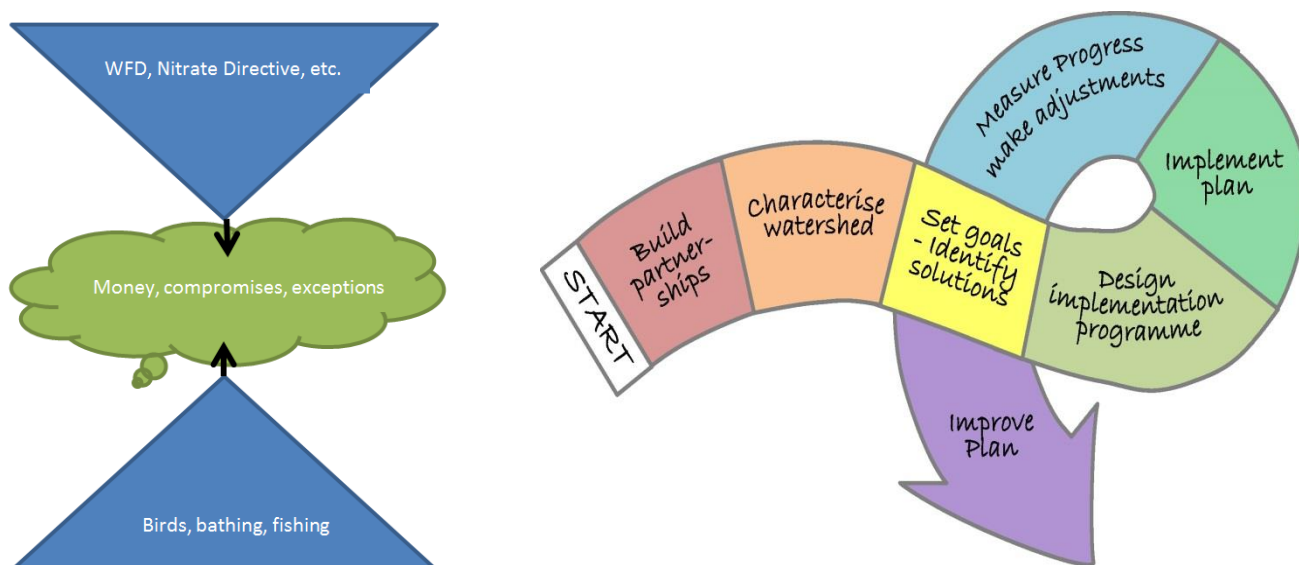 WFD, Nitrate Directive, etc.
Money, compromises, exceptions
Birds, bathing, fishing
START
Build
partner-
ships
Characterise
watershed
Set goals
- Identify
solutions
Design
implementation
programme
Implement
plan
Measure Progress
make adjustments
Improve
Plan